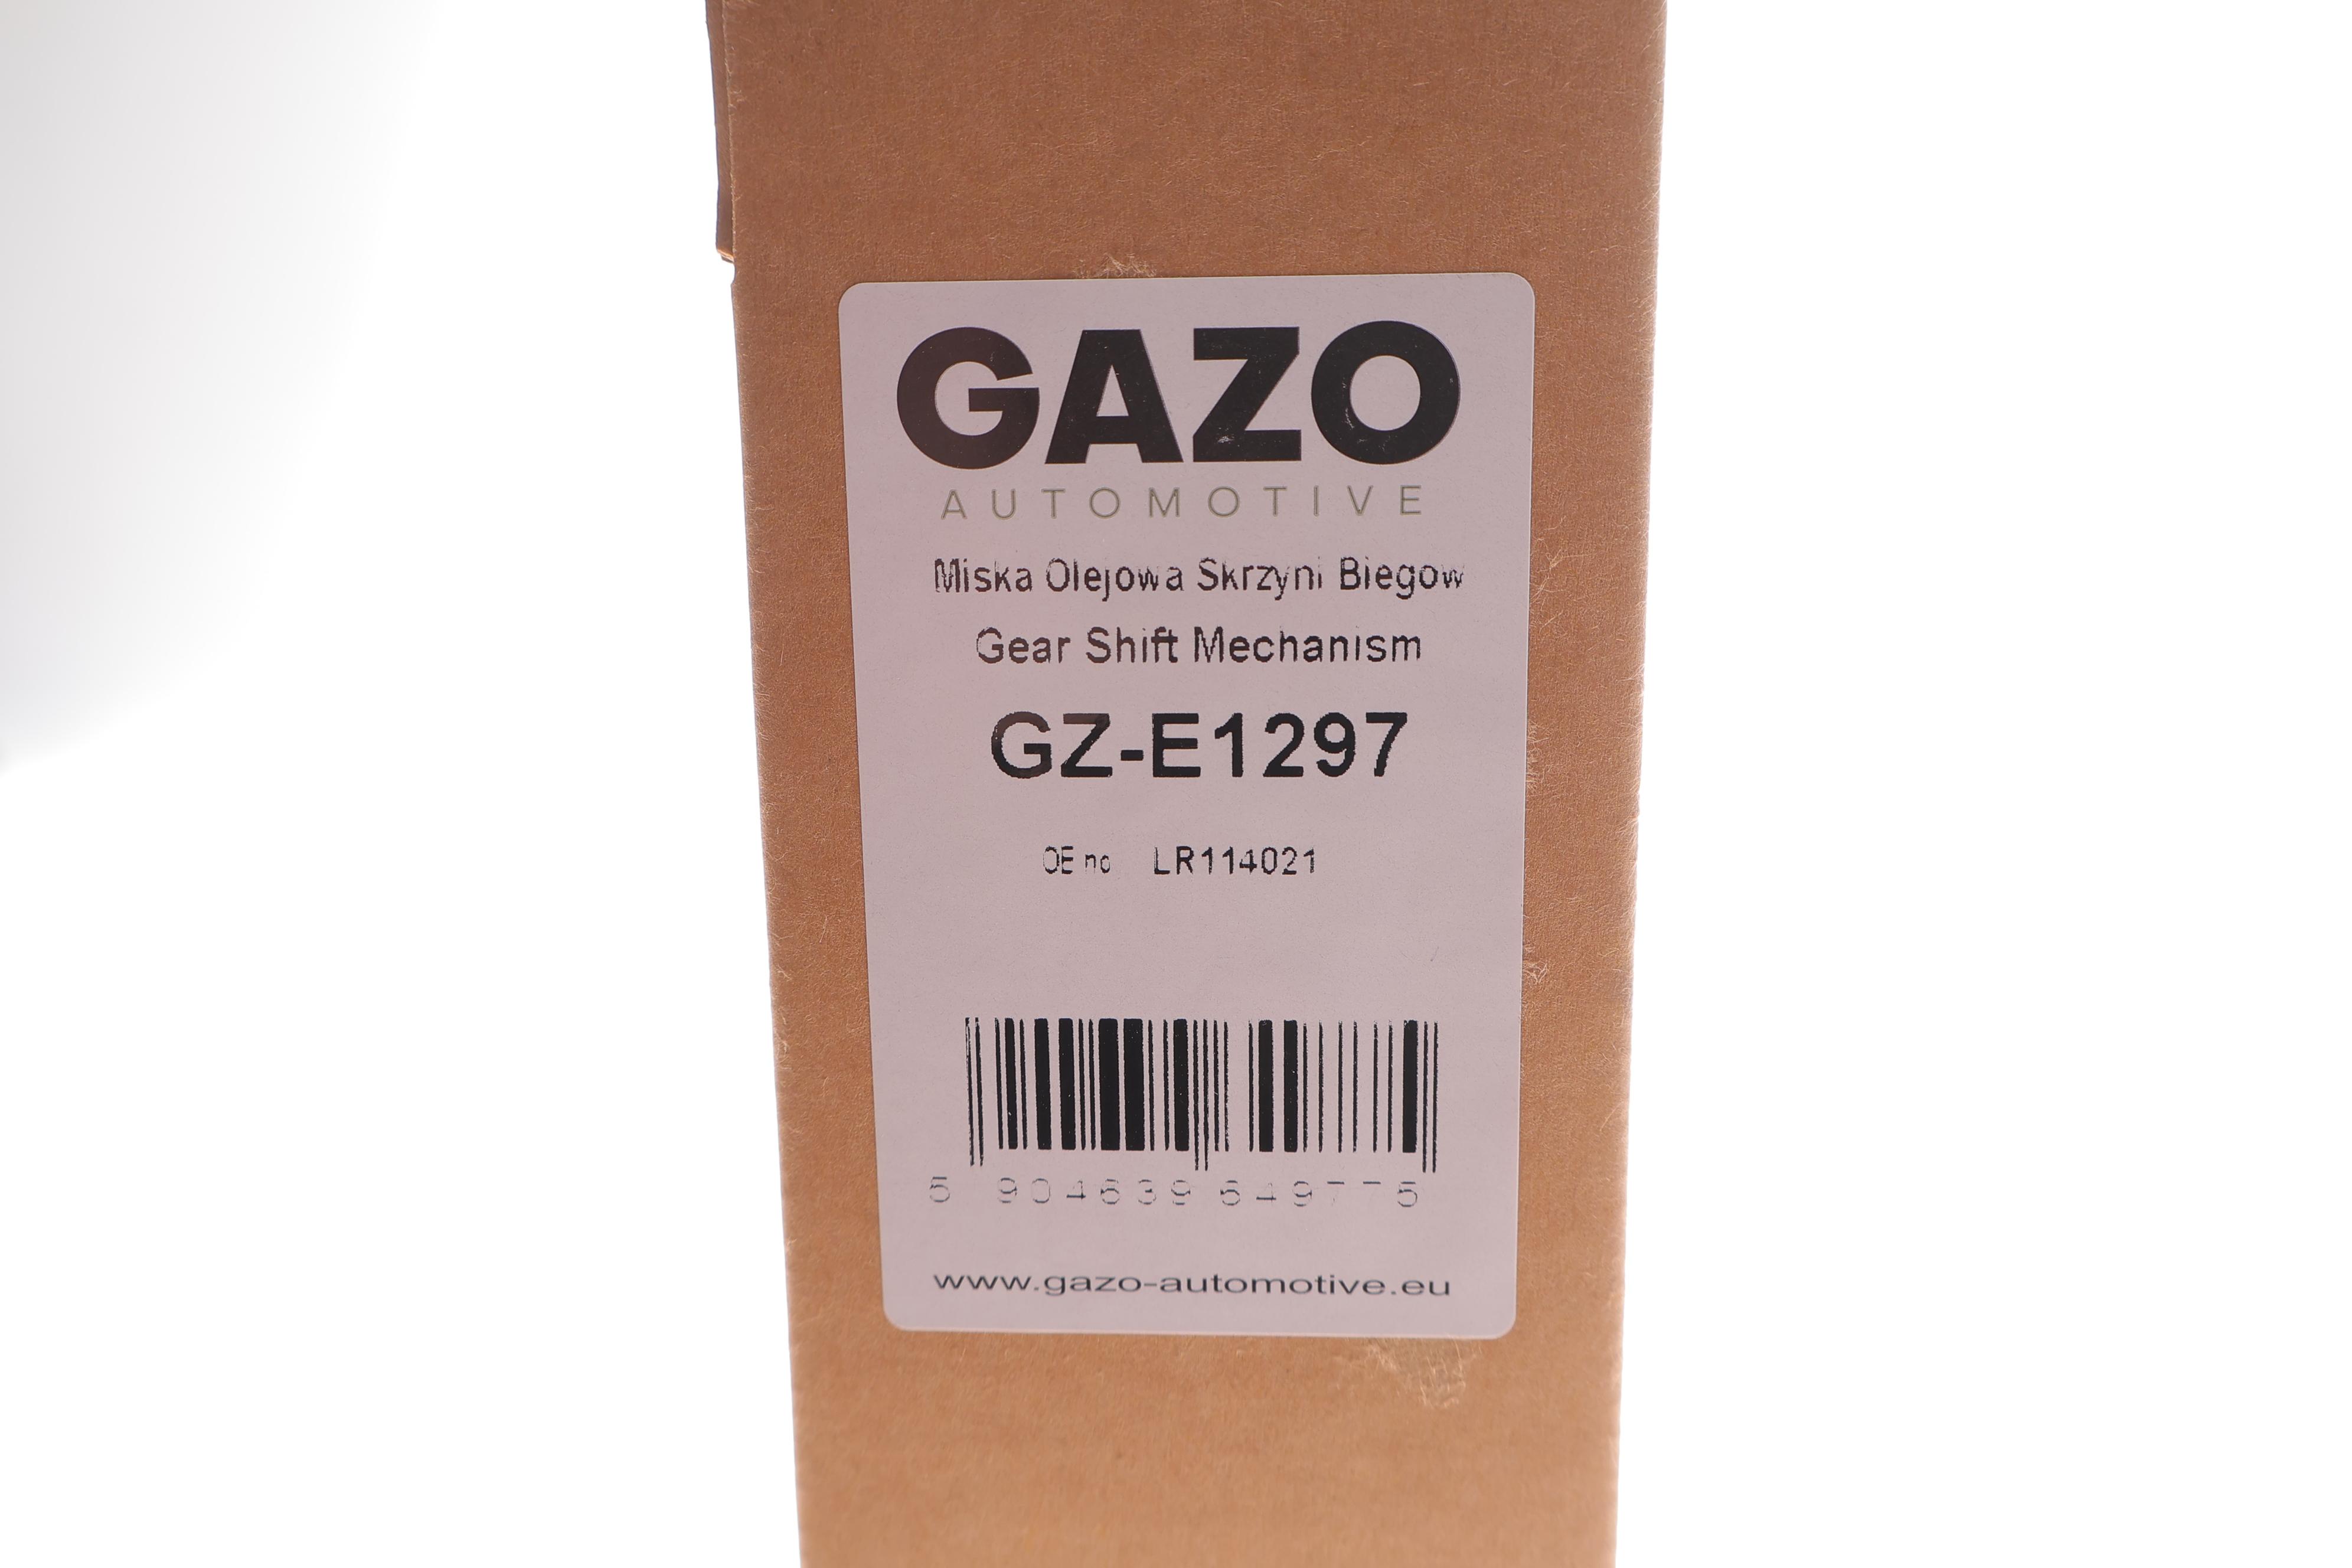 GAZO
AUTOMOTIVE
Miska Olejowa Skrzyni Biegow
Gear Shift Mechanism
GZ-E1297
OE no LR114021
5 904639 649775
www.gazo-automotive.eu